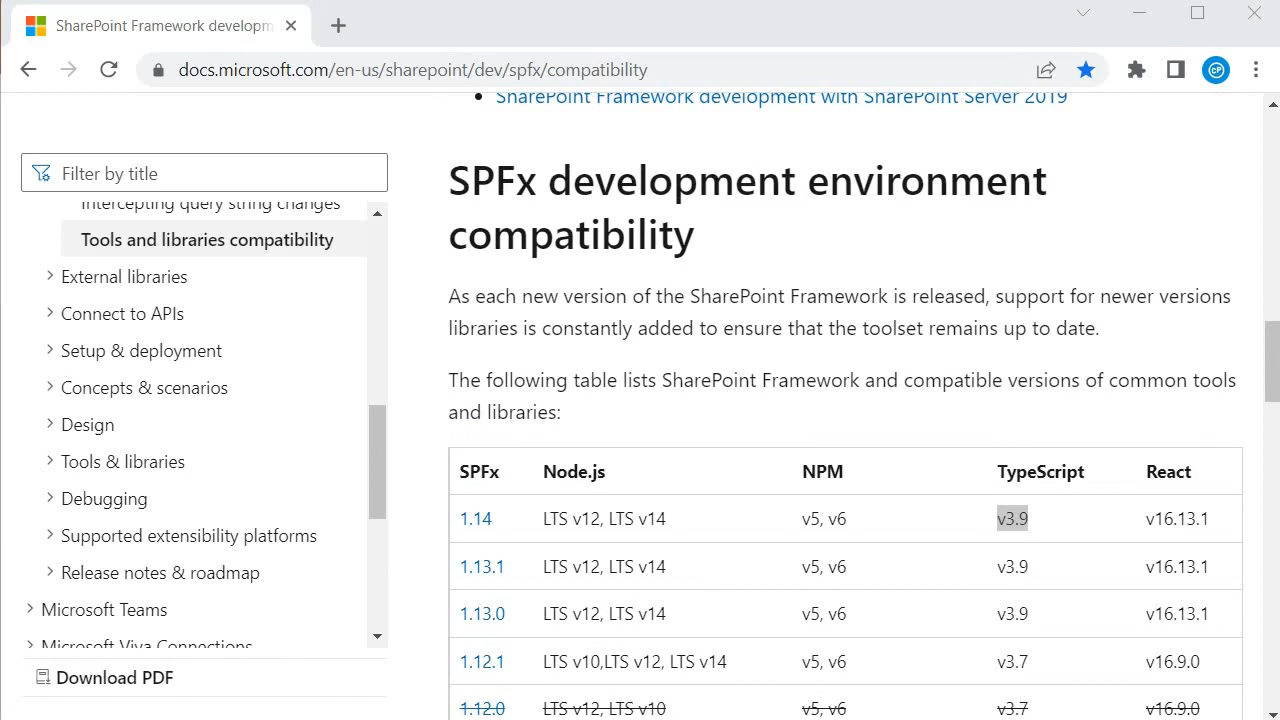 SharePoint Framework developm
docs.microsoft.com/en-us/sharepoint/dev/spfx/compatibility
SharePoint Framework development with SharePoint Server 2019
Filter by title
Intercepting query string changes
Tools and libraries compatibility
External libraries
Connect to APIs
Setup & deployment
Concepts & scenarios
Design
Tools & libraries
Debugging
Supported extensibility platforms
Release notes & roadmap
Microsoft Teams
Microsoft Viva Connections
Download PDF
SPFx development environment
compatibility
As each new version of the SharePoint Framework is released, support for newer versions
libraries is constantly added to ensure that the toolset remains up to date.
The following table lists SharePoint Framework and compatible versions of common tools
and libraries:
SPFx Node.js NPM TypeScript React
1.14 LTS v12, LTS v14 v5, v6 v3.9 v16.13.1
1.13.1 LTS v12, LTS v14 v5, v6 v3.9 v16.13.1
1.13.0 LTS v12, LTS v14 v5, v6 v3.9 v16.13.1
1.12.1 LTS v10,LTS v12, LTS v14 v5, v6 v3.7 v16.9.0
1.12.0 LTS v12, LTS v10 v5, v6 v3.7 v16.9.0